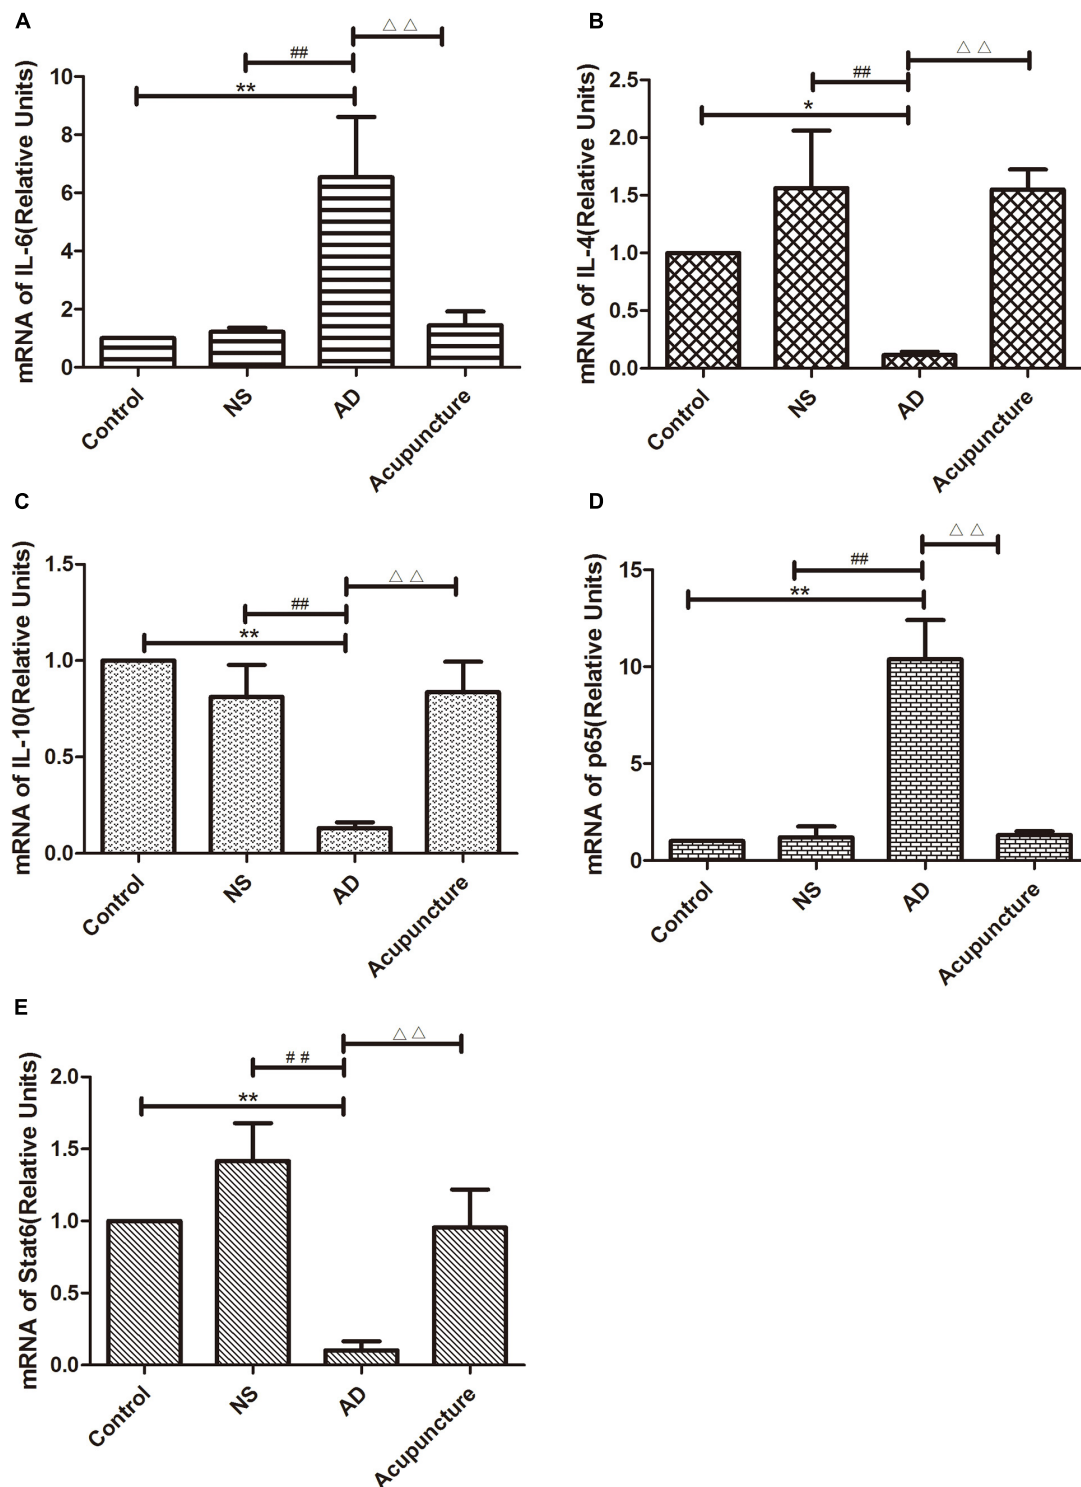 A
mRNA of IL-6(Relative Units)
10
8
6
4
2
0
△ △
##
**
Control
NS
AD
Acupuncture
B
mRNA of IL-4(Relative Units)
2.5
2.0
1.5
1.0
0.5
0.0
△ △
##
*
Control
NS
AD
Acupuncture
C
mRNA of IL-10(Relative Units)
1.5
1.0
0.5
0.0
△ △
##
**
Control
NS
AD
Acupuncture
D
mRNA of p65(Relative Units)
15
10
5
0
△ △
##
**
Control
NS
AD
Acupuncture
E
mRNA of Stat6(Relative Units)
2.0
1.5
1.0
0.5
0.0
△ △
# #
**
Control
NS
AD
Acupuncture